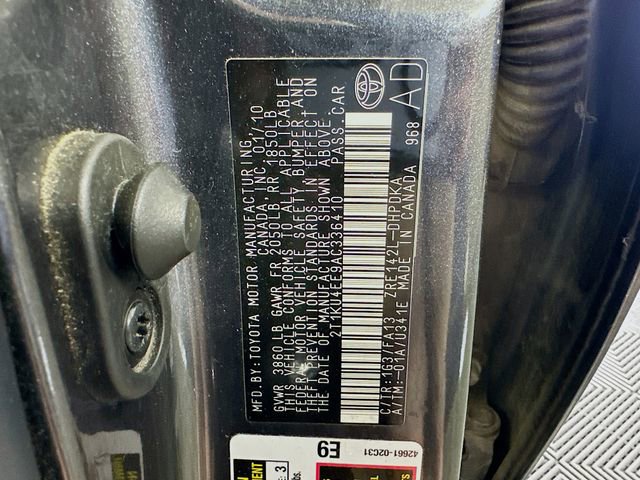 MFD.BY:TOYOTA MOTOR MANUFACTURING
CANADA, INC. 01/10
GVWR 3860LB GAWR FR 2050LB RR 1850LB
THIS VEHICLE CONFORMS TO ALL APPLICABLE
FEDERAL MOTOR VEHICLE SAFETY, BUMPER, AND
THEFT PREVENTION STANDARDS IN EFFECT ON
THE DATE OF MANUFACTURE SHOWN ABOVE.
2T1KU4EE9AC336410 PASS.CAR
C/TR:1G3/FA13 ZRE142L-DHPDKA
A/TM:-01A/U341E MADE IN CANADA 968
AD
E9
42661-02C31